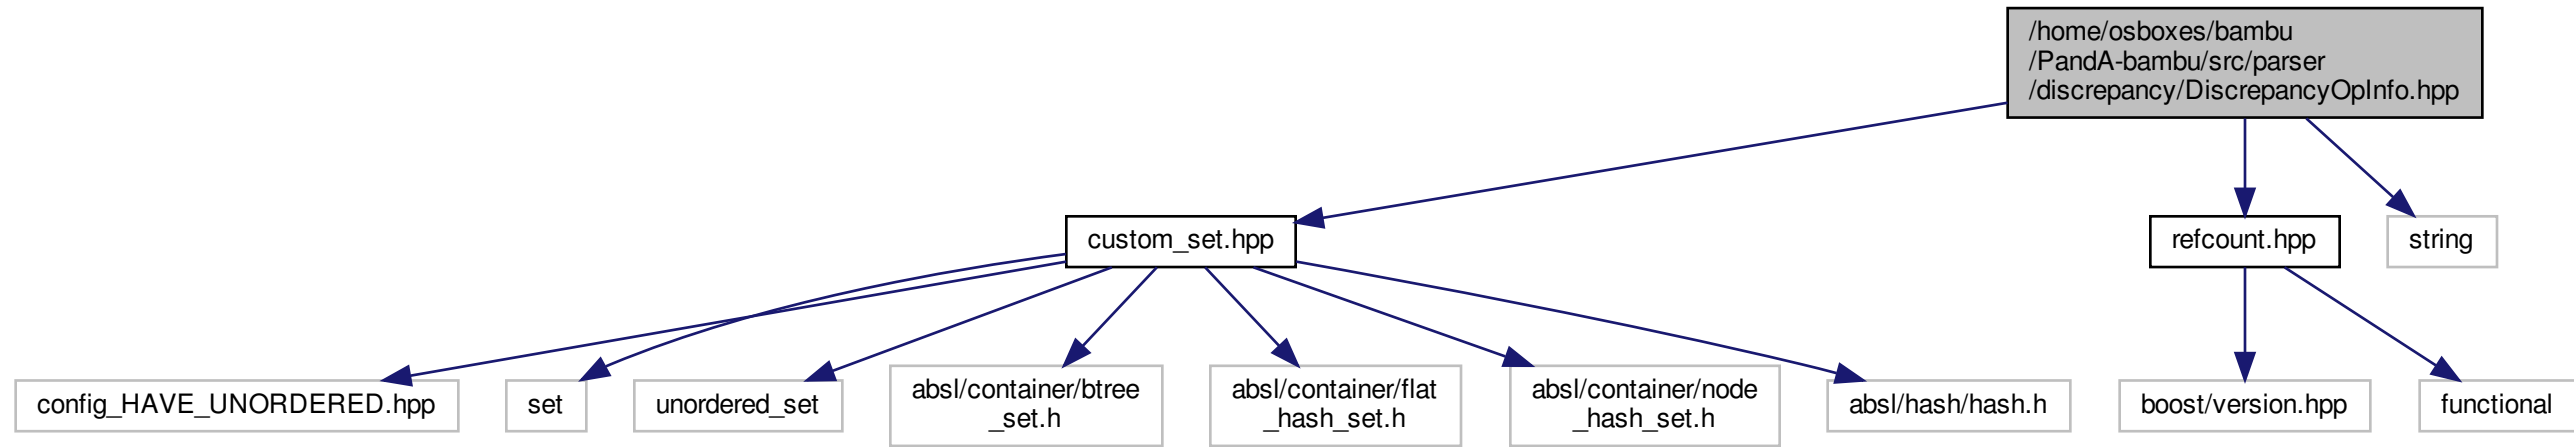 /home/osboxes/bambu
/PandA-bambu/src/parser
/discrepancy/DiscrepancyOpInfo.hpp
custom_set.hpp
refcount.hpp
string
config_HAVE_UNORDERED.hpp
set
unordered_set
absl/container/btree
_set.h
absl/container/flat
_hash_set.h
absl/container/node
_hash_set.h
absl/hash/hash.h
boost/version.hpp
functional